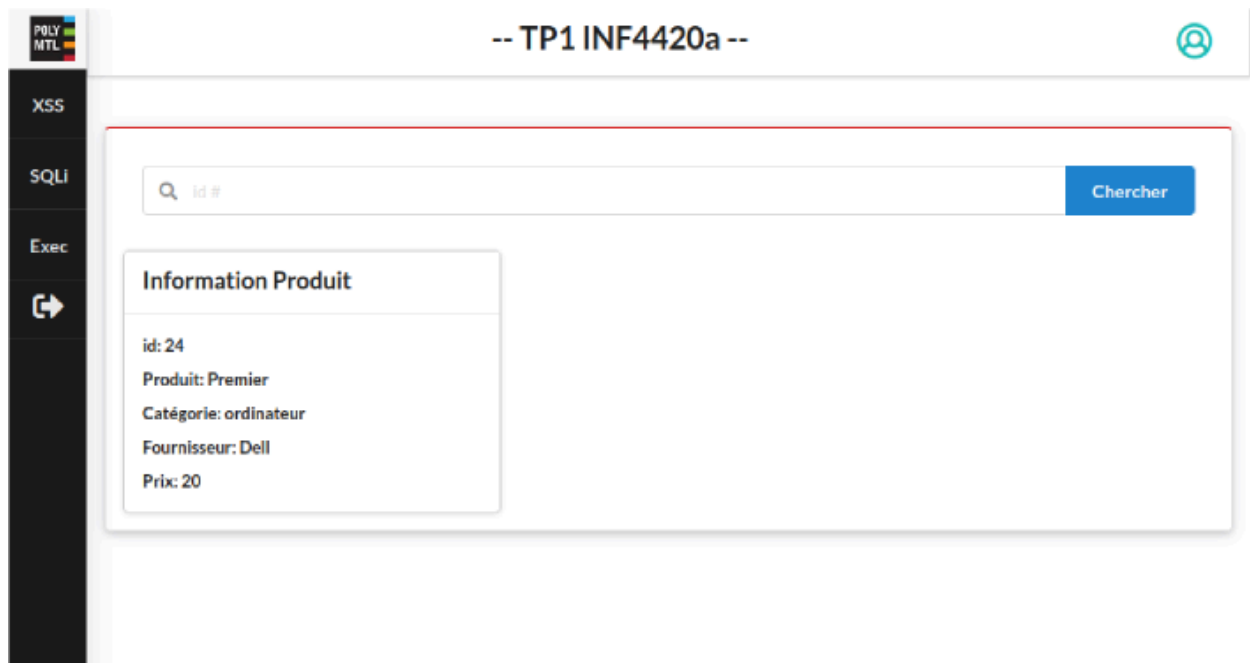 POLY
MTL
-- TP1 INF4420a --
XSS
SQLi
Exec
id #
Chercher
Information Produit
id: 24
Produit: Premier
Catégorie: ordinateur
Fournisseur: Dell
Prix: 20